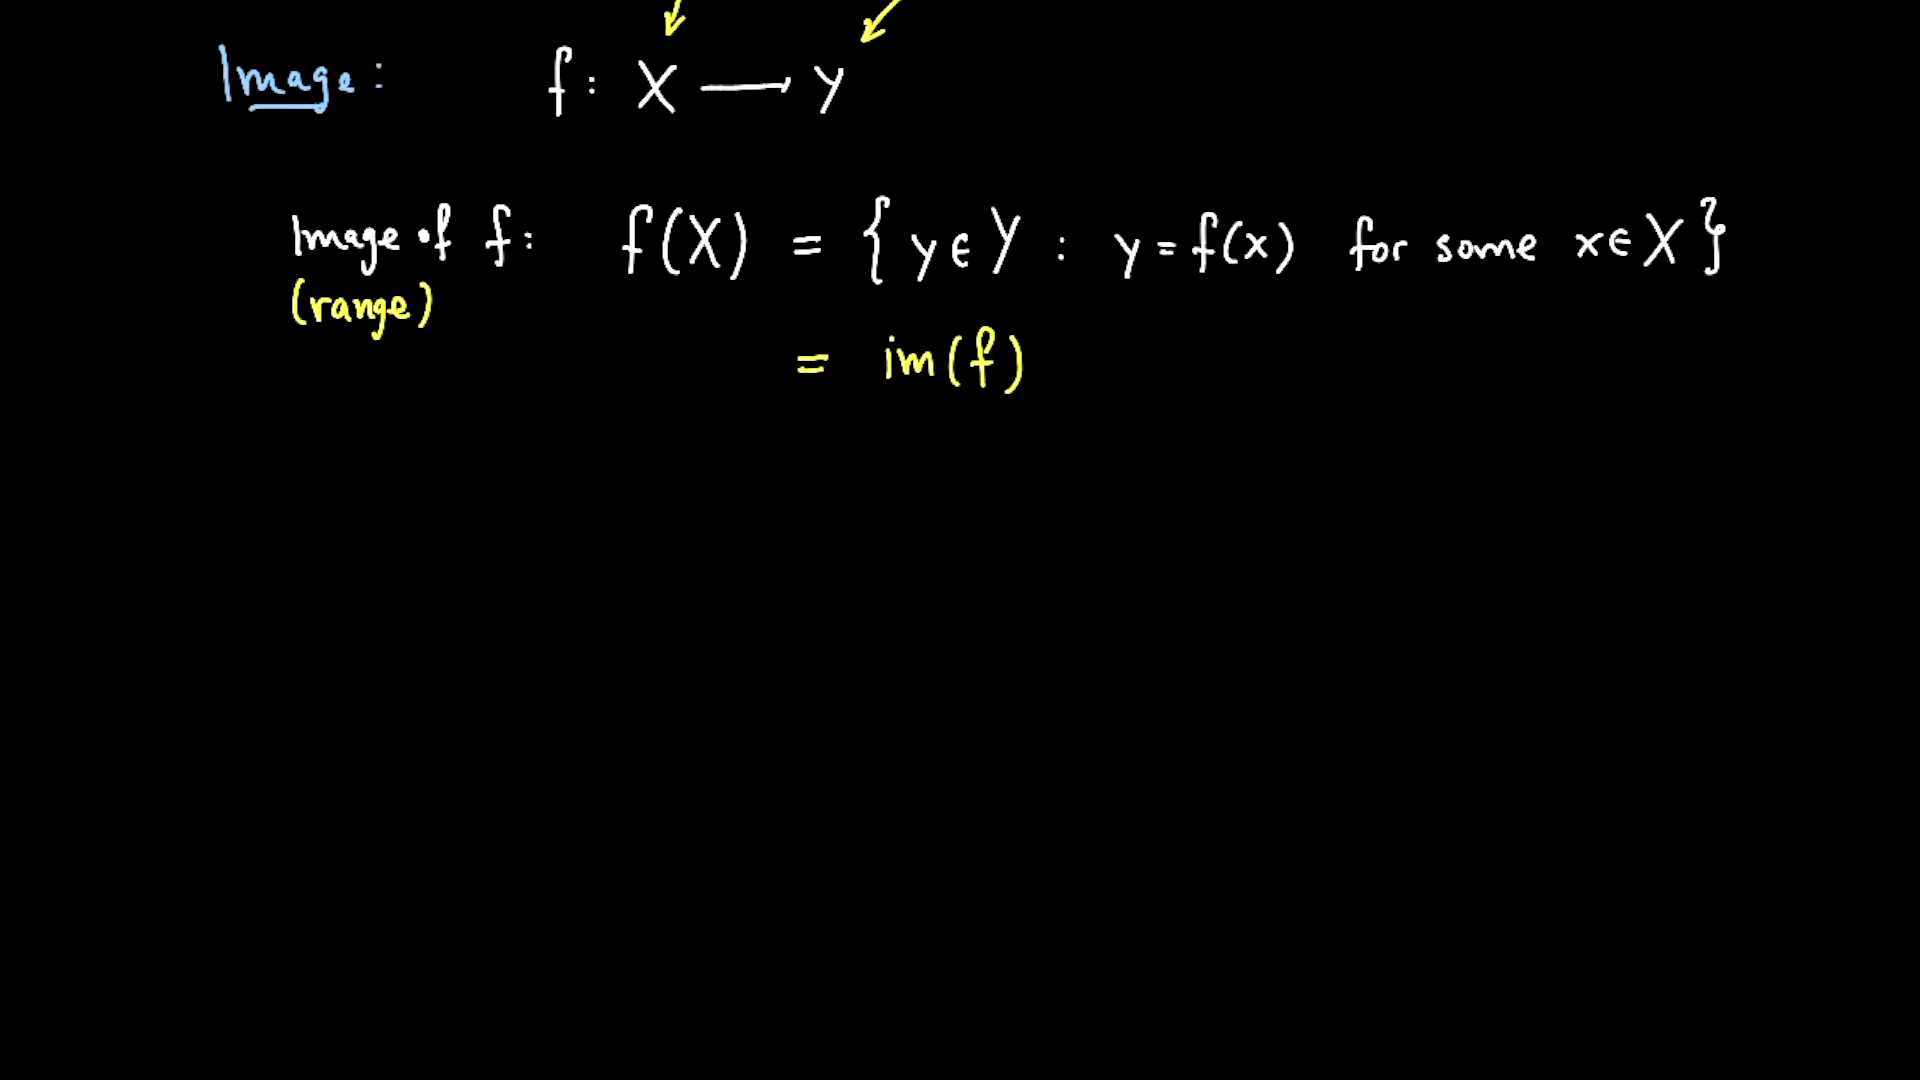 Image: f: X → Y
Image of f: f(X) = { y ∈ Y : y = f(x) for some x ∈ X }
(range)
= im(f)